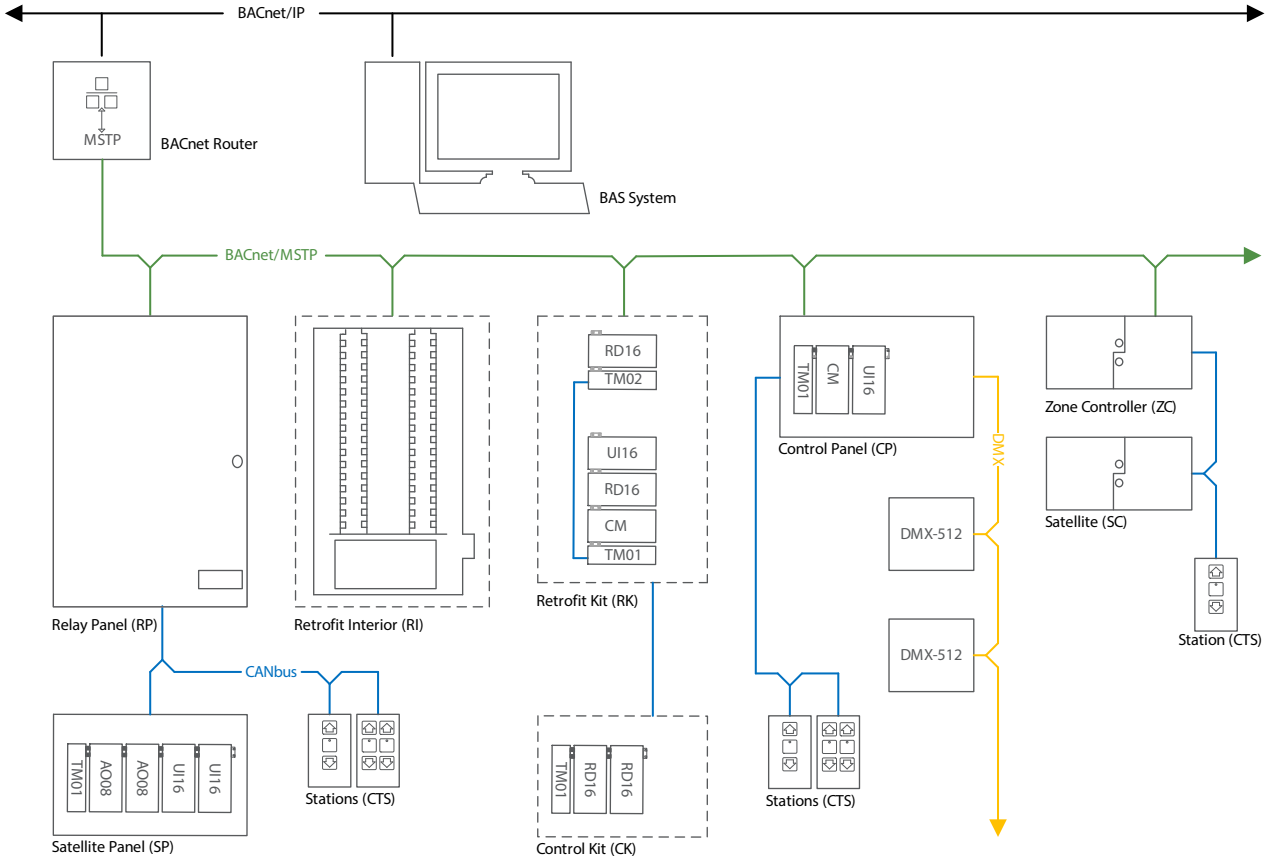 BACnet/IP
MSTP
BACnet Router
BAS System
BACnet/MSTP
RD16
TM02
UI16
RD16
CM
TM01
TM01
CM
UI16
Zone Controller (ZC)
Control Panel (CP)
DMX
DMX-512
Satellite (SC)
Retrofit Kit (RK)
Relay Panel (RP)
Retrofit Interior (RI)
Station (CTS)
DMX-512
CANbus
TM01
AO08
AO08
UI16
UI16
Stations (CTS)
TM01
RD16
RD16
Stations (CTS)
Satellite Panel (SP)
Control Kit (CK)